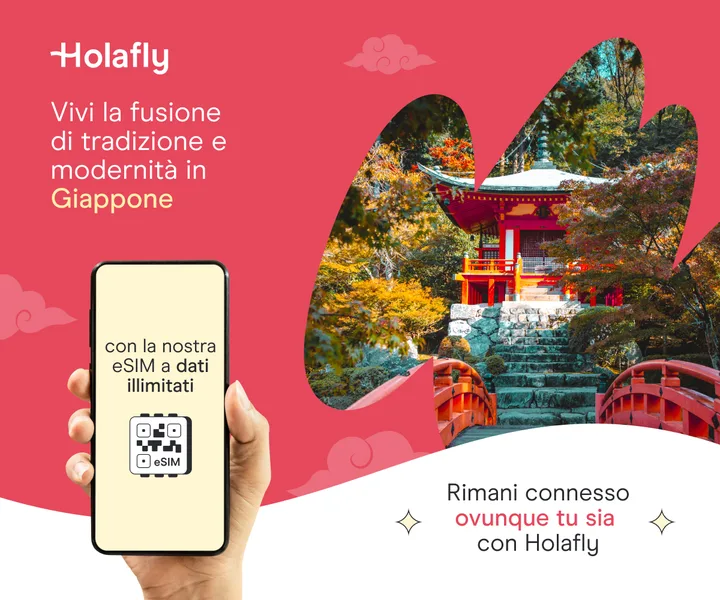 Holafly
Vivi la fusione
di tradizione e
modernità in
Giappone
con la nostra
eSIM a dati
illimitati
eSIM
Rimani connesso
ovunque tu sia
con Holafly